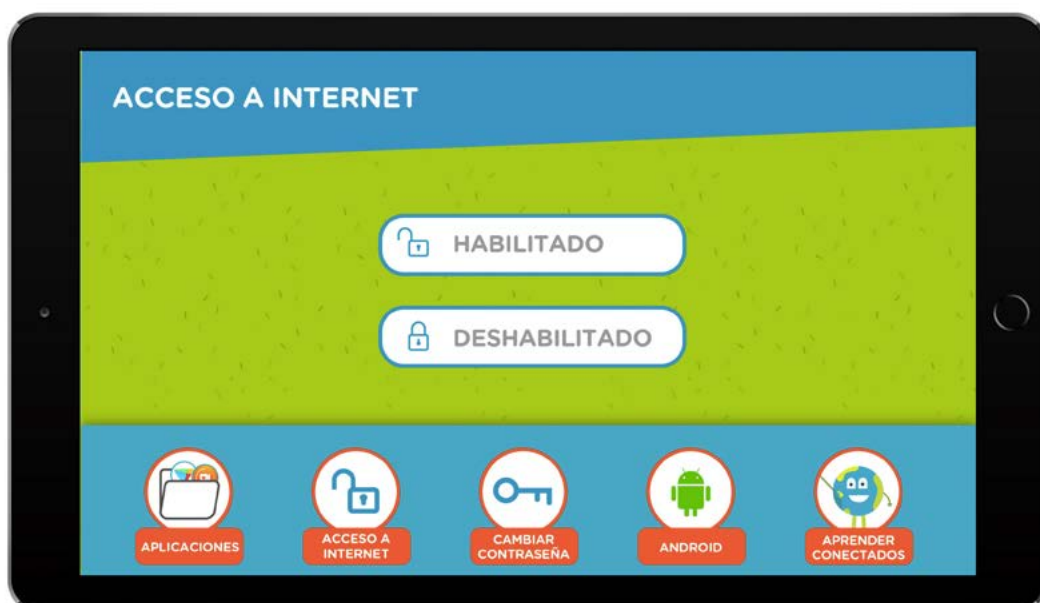 ACCESO A INTERNET
HABILITADO
DESHABILITADO
APLICACIONES
ACCESO A
INTERNET
CAMBIAR
CONTRASEÑA
ANDROID
APRENDER
CONECTADOS